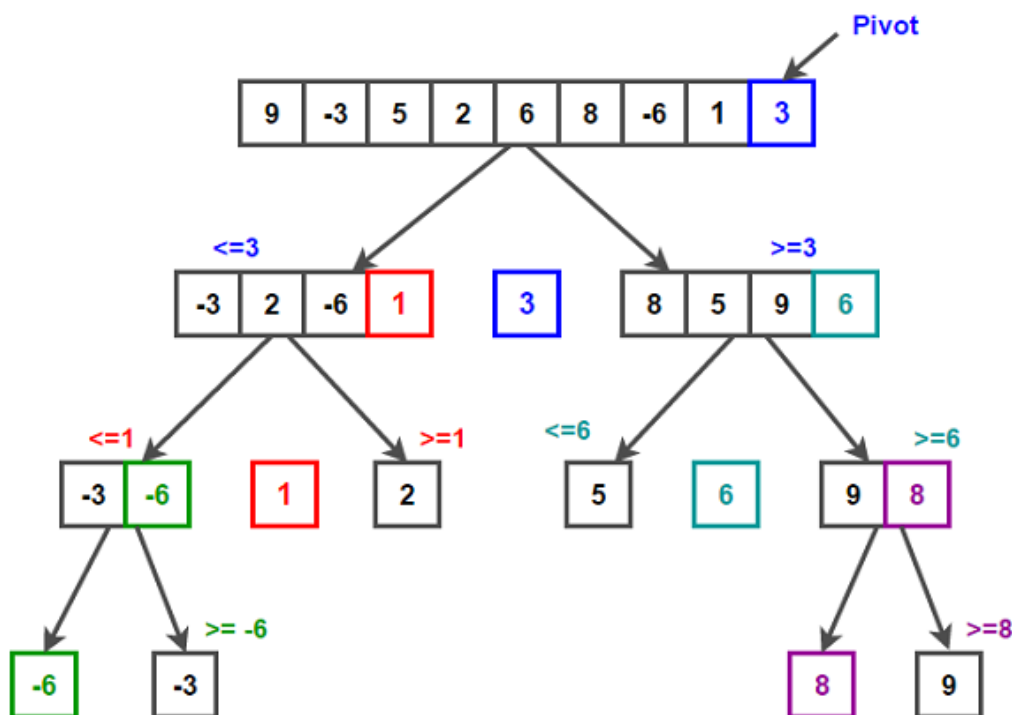 Pivot
9 -3 5 2 6 8 -6 1 3
<=3 >=3
-3 2 -6 1 3 8 5 9 6
<=1 >=1 <=6 >=6
-3 -6 1 2 5 6 9 8
>= -6 >=8
-6 -3 8 9